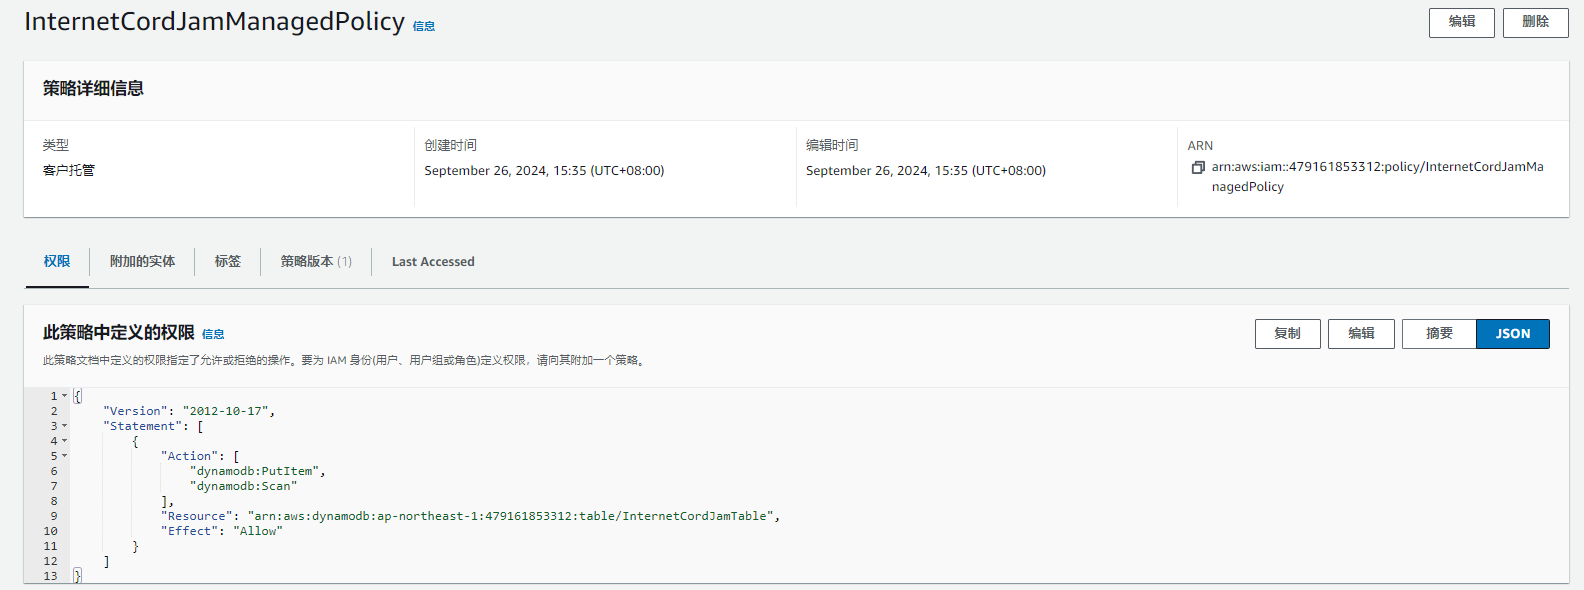 InternetCordJamManagedPolicy 信息
编辑
删除
策略详细信息
类型
客户托管
创建时间
September 26, 2024, 15:35 (UTC+08:00)
编辑时间
September 26, 2024, 15:35 (UTC+08:00)
ARN
arn:aws:iam::479161853312:policy/InternetCordJamMa
nagedPolicy
权限
附加的实体
标签
策略版本 (1)
Last Accessed
此策略中定义的权限 信息
此策略文档中定义的权限指定了允许或拒绝的操作。要为 IAM 身份(用户、用户组或角色)定义权限，请向其附加一个策略。
复制
编辑
摘要
JSON
1 {
2 "Version": "2012-10-17",
3 "Statement": [
4 {
5 "Action": [
6 "dynamodb:PutItem",
7 "dynamodb:Scan"
8 ],
9 "Resource": "arn:aws:dynamodb:ap-northeast-1:479161853312:table/InternetCordJamTable",
10 "Effect": "Allow"
11 }
12 ]
13 }